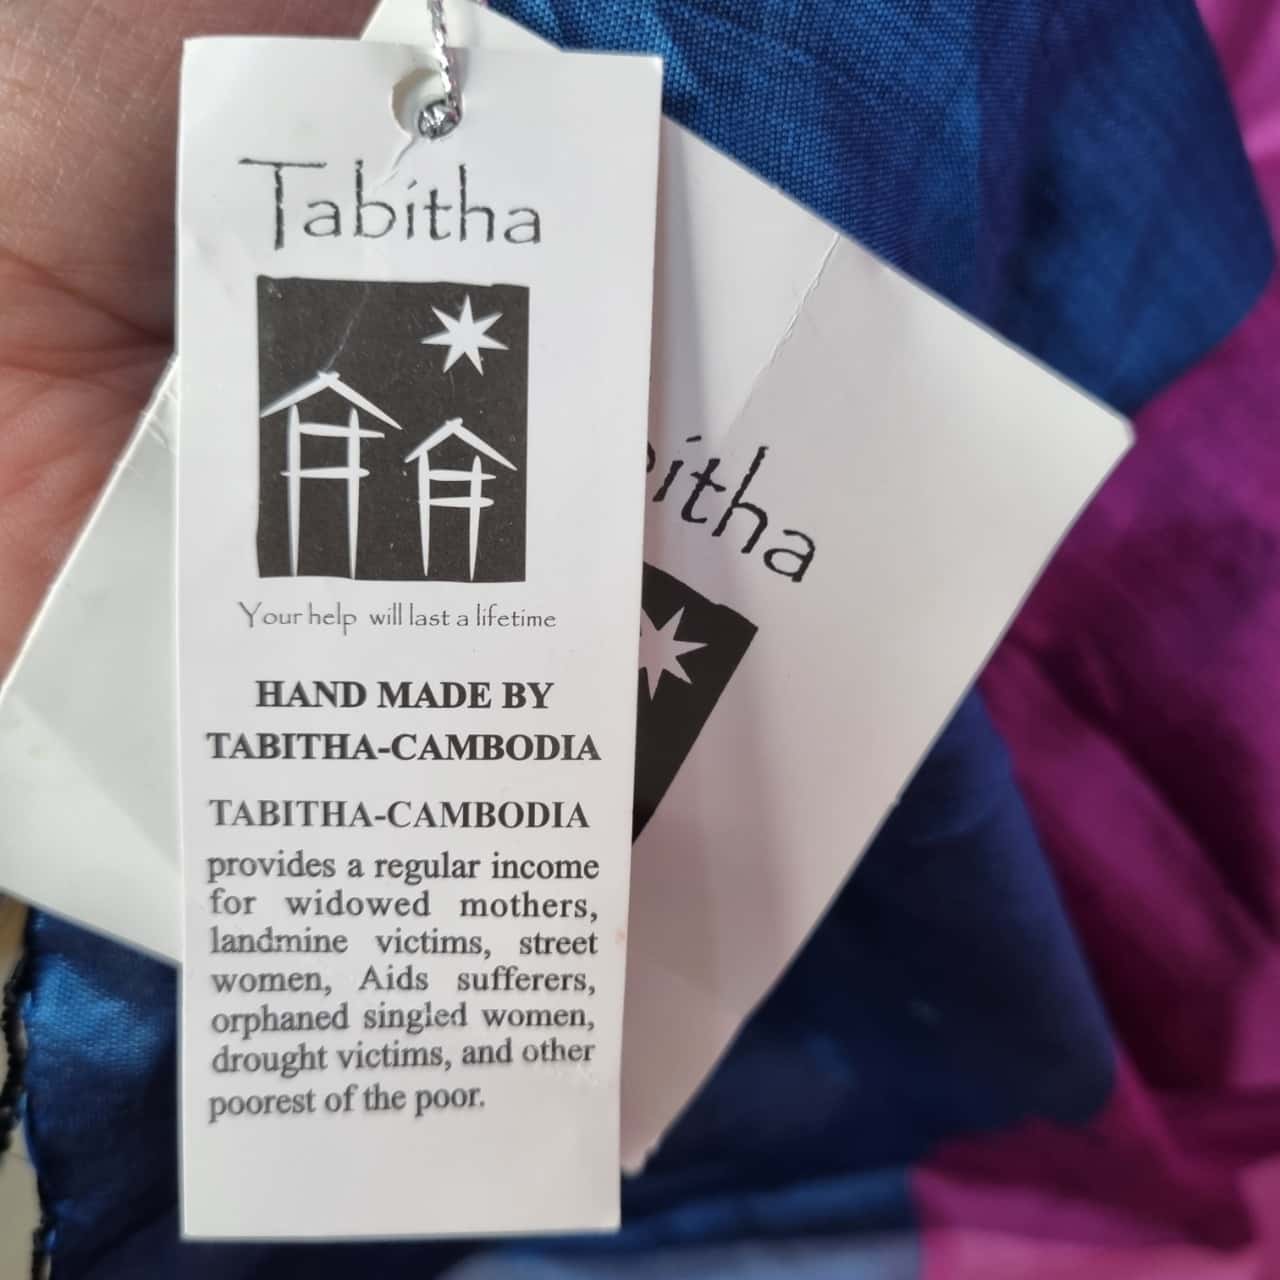 Tabitha
Your help will last a lifetime
HAND MADE BY
TABITHA-CAMBODIA
TABITHA-CAMBODIA
provides a regular income
for widowed mothers,
landmine victims, street
women, Aids sufferers,
orphaned singled women,
drought victims, and other
poorest of the poor.
itha